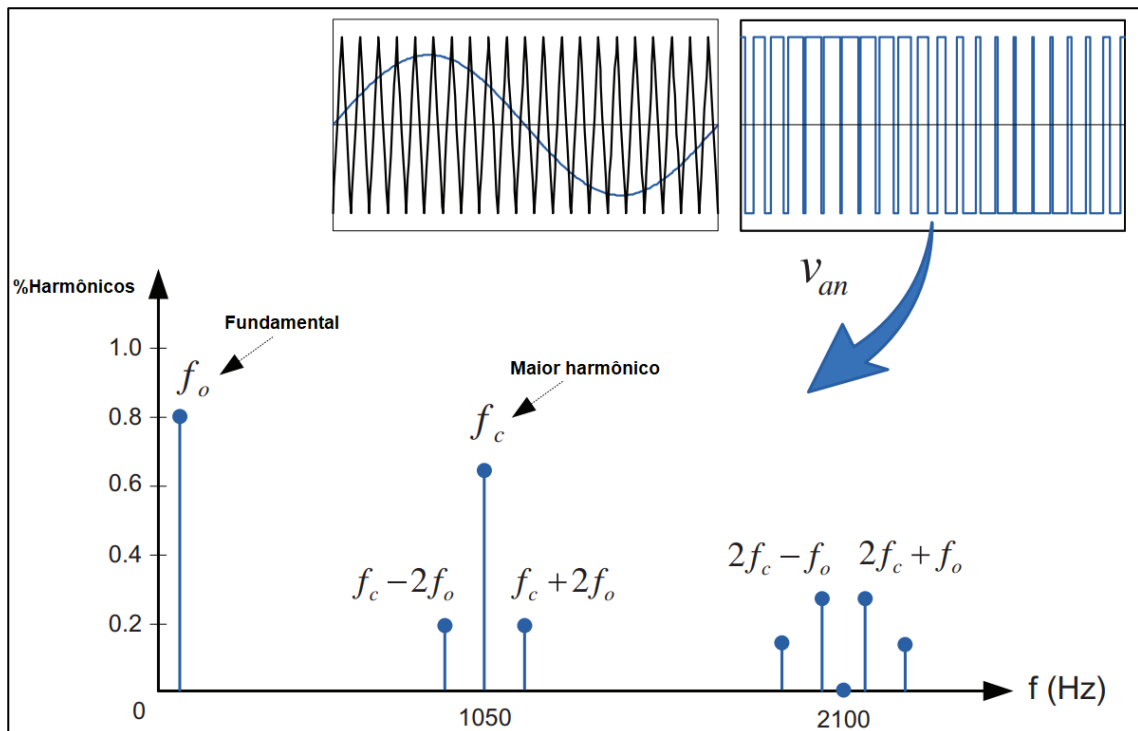 v_an
%Harmônicos
Fundamental
1.0
Maior harmônico
f_o
f_c
0.8
0.6
0.4
2f_c − f_o
2f_c + f_o
f_c − 2f_o
f_c + 2f_o
0.2
f (Hz)
0
1050
2100